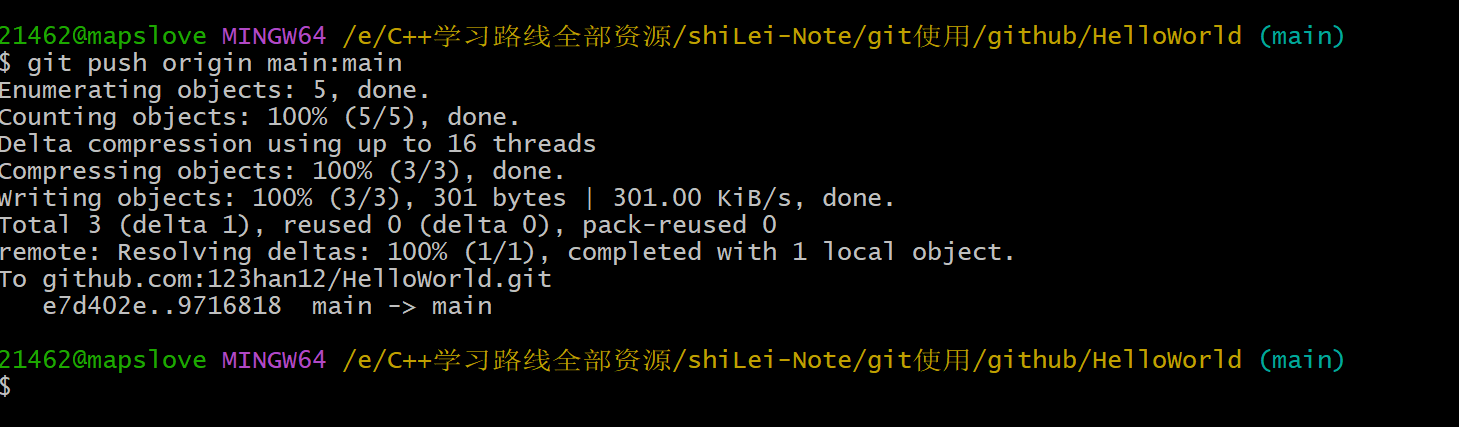 21462@mapslove MINGW64 /e/C++学习路线全部资源/shiLei-Note/git使用/github/HelloWorld (main)
$ git push origin main:main
Enumerating objects: 5, done.
Counting objects: 100% (5/5), done.
Delta compression using up to 16 threads
Compressing objects: 100% (3/3), done.
Writing objects: 100% (3/3), 301 bytes | 301.00 KiB/s, done.
Total 3 (delta 1), reused 0 (delta 0), pack-reused 0
remote: Resolving deltas: 100% (1/1), completed with 1 local object.
To github.com:123han12/HelloWorld.git
   e7d402e..9716818  main -> main

21462@mapslove MINGW64 /e/C++学习路线全部资源/shiLei-Note/git使用/github/HelloWorld (main)
$